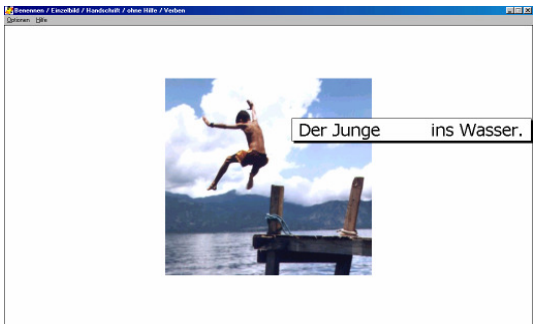 Benennen / Einzelbild / Handschrift / ohne Hilfe / Verben
Optionen Hilfe
Der Junge ins Wasser.